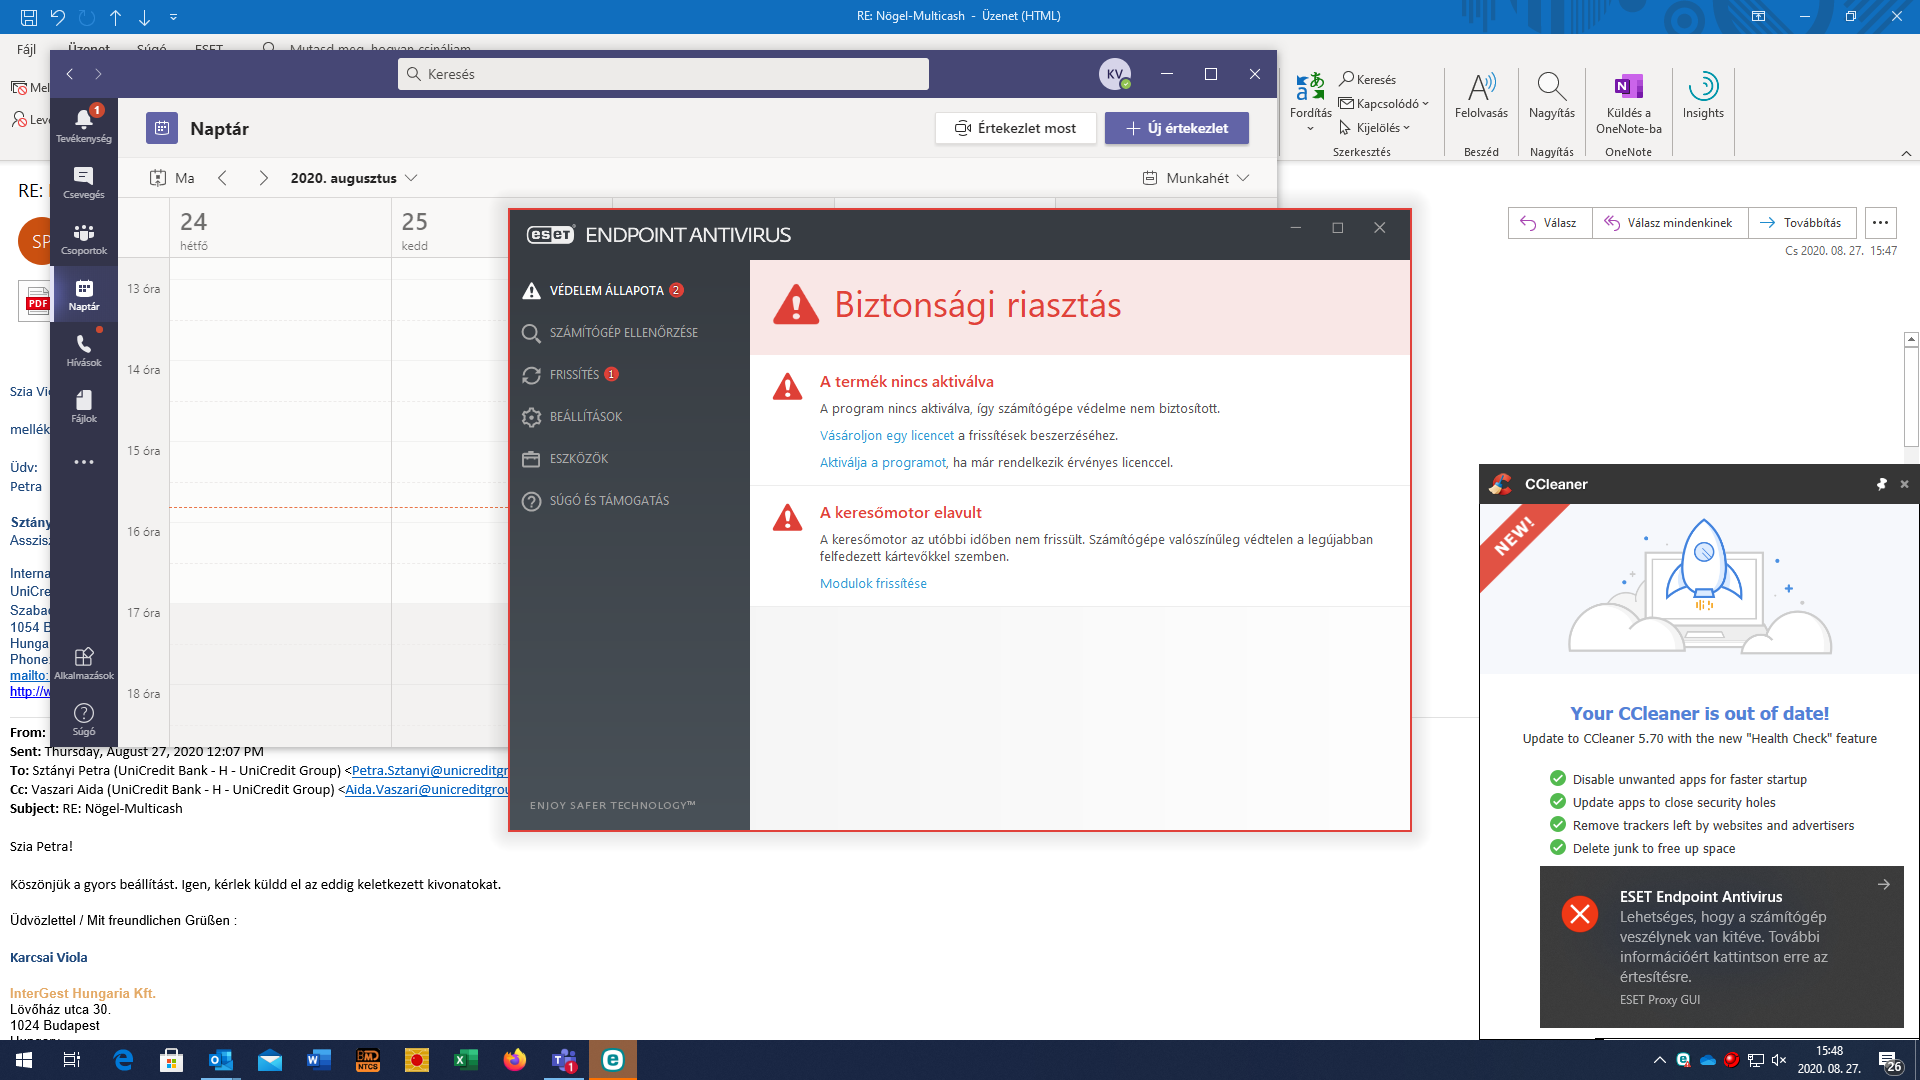 RE: Nögel-Multicash - Üzenet (HTML)
Fájl
Üzenet
Súgó
ESET
Mutasd meg, hogyan csináljam
Keresés
KV
1
Tevékenység
Csevegés
Csoportok
Naptár
Hívások
Fájlok
Alkalmazások
Súgó
Naptár
Értekezlet most
Új értekezlet
Ma
2020. augusztus
Munkahét
24
hétfő
25
kedd
13 óra
14 óra
15 óra
16 óra
17 óra
18 óra
Fordítás
Keresés
Kapcsolódó
Kijelölés
Szerkesztés
Felolvasás
Beszéd
Nagyítás
Nagyítás
Küldés a
OneNote-ba
OneNote
Insights
RE:
SP
PDF
Válasz
Válasz mindenkinek
Továbbítás
Cs 2020. 08. 27. 15:47
Üdv:
Petra
1054 B
mailto:
http://w
From:
Sent: Thursday, August 27, 2020 12:07 PM
To: Sztányi Petra (UniCredit Bank - H - UniCredit Group) <Petra.Sztanyi@unicreditgr
Cc: Vaszari Aida (UniCredit Bank - H - UniCredit Group) <Aida.Vaszari@unicreditgrou
Subject: RE: Nögel-Multicash
Szia Petra!
Köszönjük a gyors beállítást. Igen, kérlek küldd el az eddig keletkezett kivonatokat.
Üdvözlettel / Mit freundlichen Grüßen :
Karcsai Viola
InterGest Hungaria Kft.
Lövőház utca 30.
1024 Budapest
eset ENDPOINT ANTIVIRUS
VÉDELEM ÁLLAPOTA 2
SZÁMÍTÓGÉP ELLENŐRZÉSE
FRISSÍTÉS 1
BEÁLLÍTÁSOK
ESZKÖZÖK
SÚGÓ ÉS TÁMOGATÁS
ENJOY SAFER TECHNOLOGY™
Biztonsági riasztás
A termék nincs aktiválva
A program nincs aktiválva, így számítógépe védelme nem biztosított.
Vásároljon egy licencet a frissítések beszerzéséhez.
Aktiválja a programot, ha már rendelkezik érvényes licenccel.
A keresőmotor elavult
A keresőmotor az utóbbi időben nem frissült. Számítógépe valószínűleg védtelen a legújabban
felfedezett kártevőkkel szemben.
Modulok frissítése
CCleaner
NEW!
Your CCleaner is out of date!
Update to CCleaner 5.70 with the new "Health Check" feature
Disable unwanted apps for faster startup
Update apps to close security holes
Remove trackers left by websites and advertisers
Delete junk to free up space
ESET Endpoint Antivirus
Lehetséges, hogy a számítógép
veszélynek van kitéve. További
információért kattintson erre az
értesítésre.
ESET Proxy GUI
BMD
NTCS
1
15:48
2020. 08. 27.
26